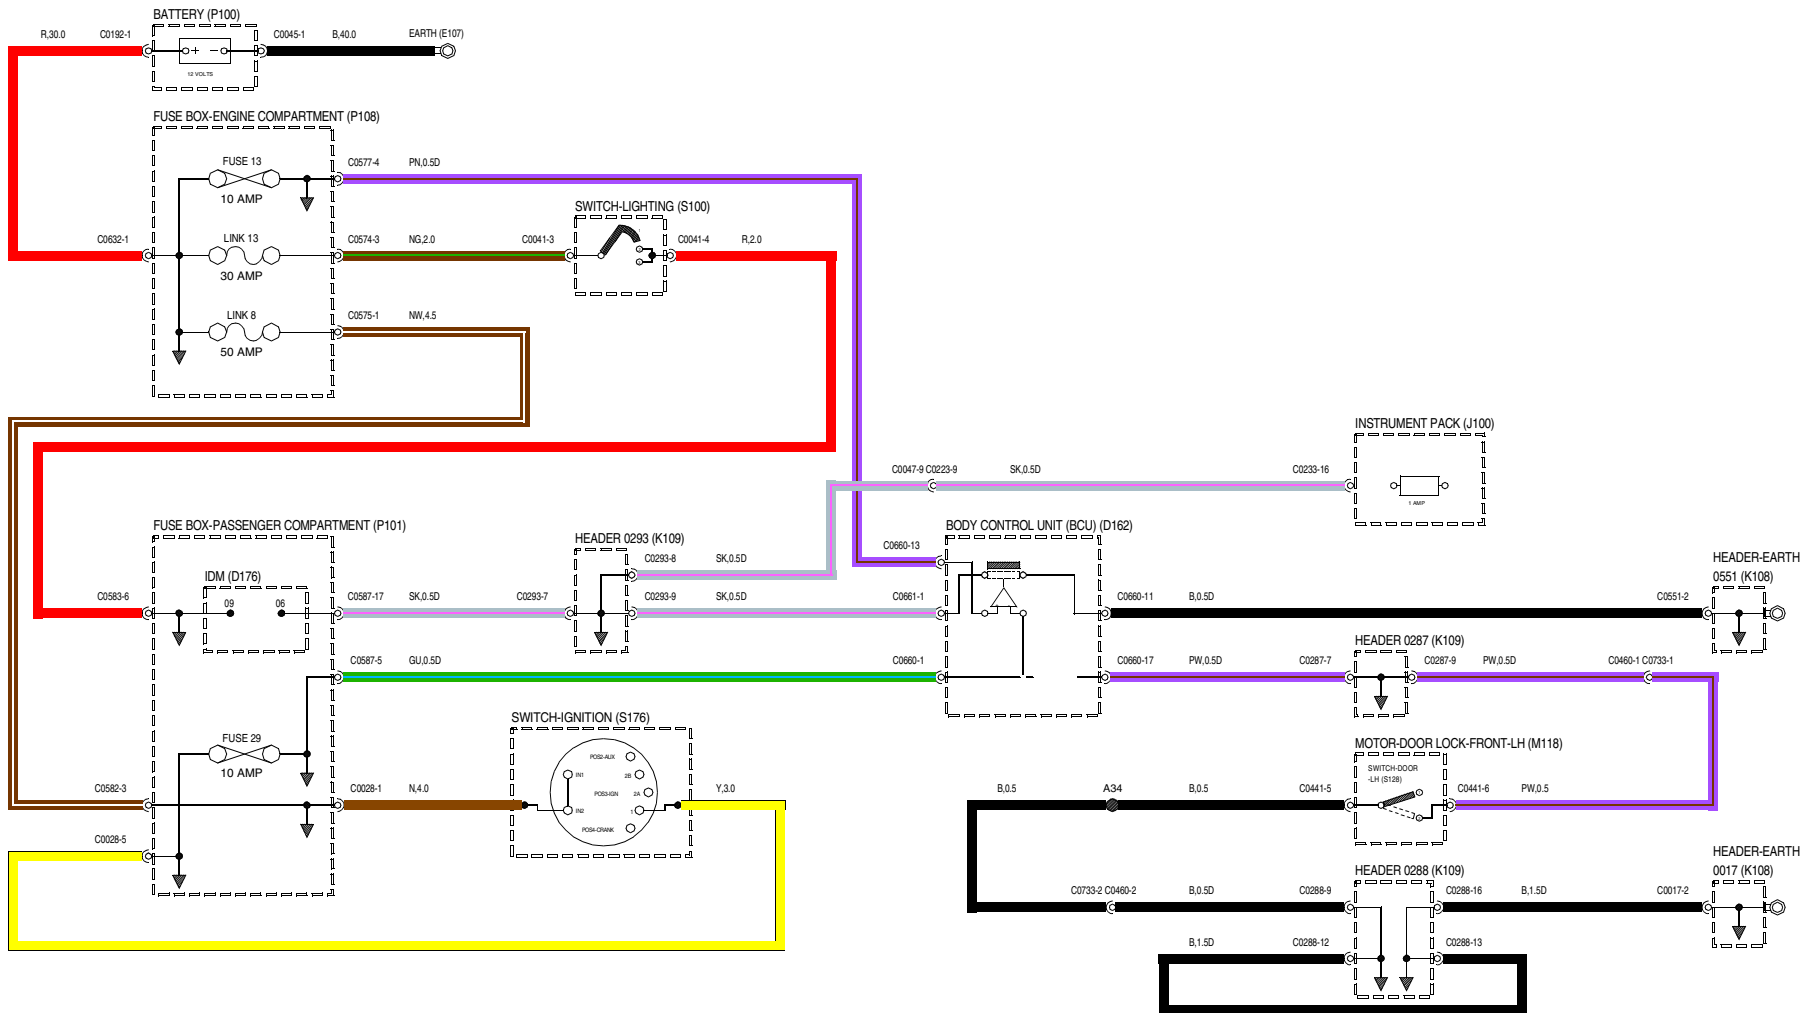 BATTERY (P100)
R,30.0 C0192-1 C0045-1 B,40.0 EARTH (E107)
+ −
12 VOLTS
FUSE BOX-ENGINE COMPARTMENT (P108)
FUSE 13 C0577-4 PN,0.5D
10 AMP
SWITCH-LIGHTING (S100)
C0632-1 LINK 13 C0574-3 NG,2.0 C0041-3 C0041-4 R,2.0
30 AMP
LINK 8 C0575-1 NW,4.5
50 AMP
INSTRUMENT PACK (J100)
C0047-9 C0223-9 SK,0.5D C0233-16
1 AMP
FUSE BOX-PASSENGER COMPARTMENT (P101)
HEADER 0293 (K109)
BODY CONTROL UNIT (BCU) (D162)
C0660-13
HEADER-EARTH
0551 (K108)
C0293-8 SK,0.5D
IDM (D176)
C0583-6 09 06 C0587-17 SK,0.5D C0293-7 C0293-9 SK,0.5D C0661-1 C0660-11 B,0.5D C0551-2
HEADER 0287 (K109)
C0587-5 GU,0.5D C0660-1 C0660-17 PW,0.5D C0287-7 C0287-9 PW,0.5D C0460-1 C0733-1
SWITCH-IGNITION (S176)
FUSE 29
10 AMP
POS2-AUX
IN1 2B
POS3-IGN 2A
IN2 1
POS4-CRANK
MOTOR-DOOR LOCK-FRONT-LH (M118)
SWITCH-DOOR
-LH (S128)
C0582-3 C0028-1 N,4.0 Y,3.0 B,0.5 A34 B,0.5 C0441-5 C0441-6 PW,0.5
C0028-5
HEADER-EARTH
0017 (K108)
HEADER 0288 (K109)
C0733-2 C0460-2 B,0.5D C0288-9 C0288-16 B,1.5D C0017-2
B,1.5D C0288-12 C0288-13